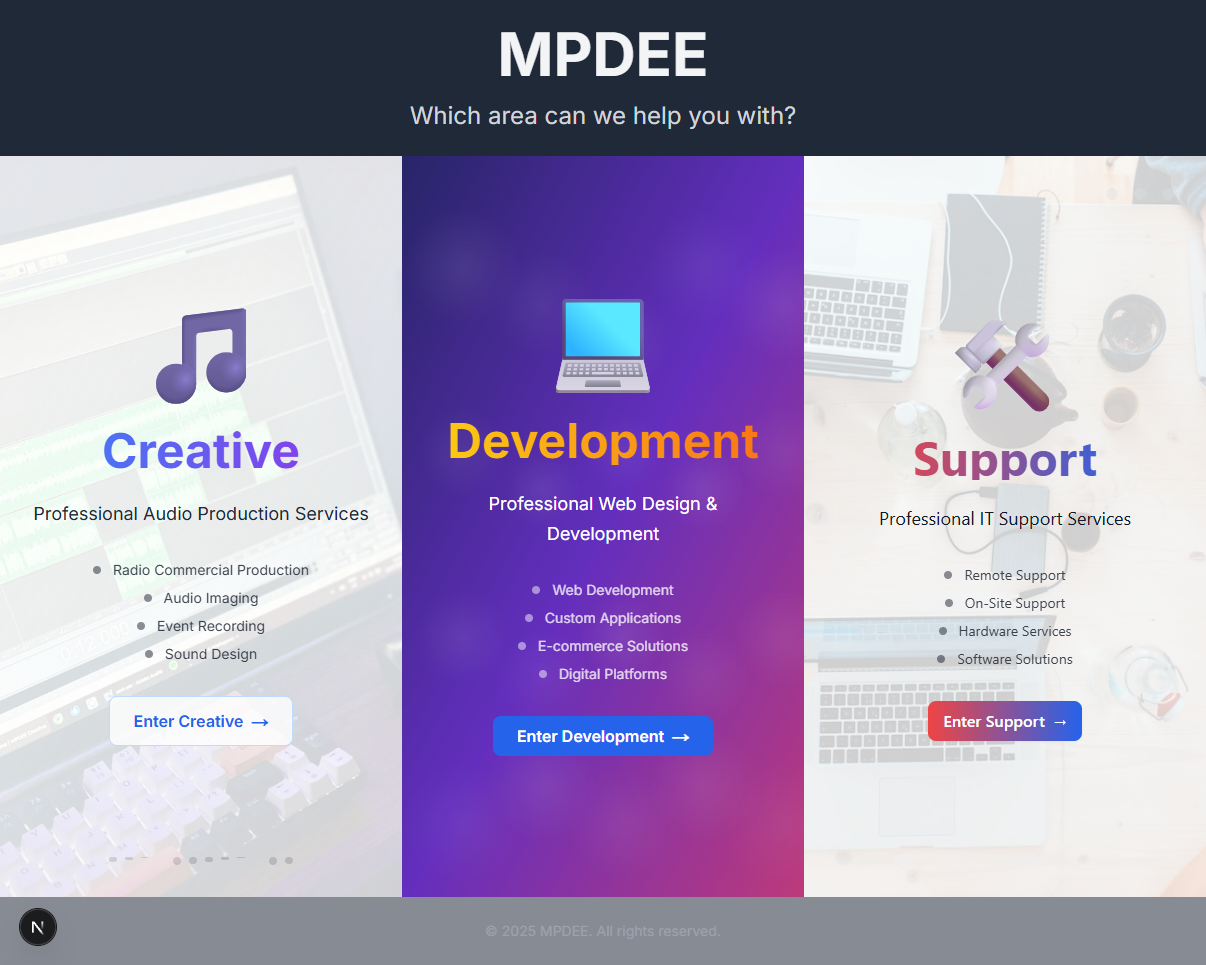 MPDEE
Which area can we help you with?
Creative
Professional Audio Production Services
Radio Commercial Production
Audio Imaging
Event Recording
Sound Design
Enter Creative →
Development
Professional Web Design &
Development
Web Development
Custom Applications
E-commerce Solutions
Digital Platforms
Enter Development →
Support
Professional IT Support Services
Remote Support
On-Site Support
Hardware Services
Software Solutions
Enter Support →
N
© 2025 MPDEE. All rights reserved.